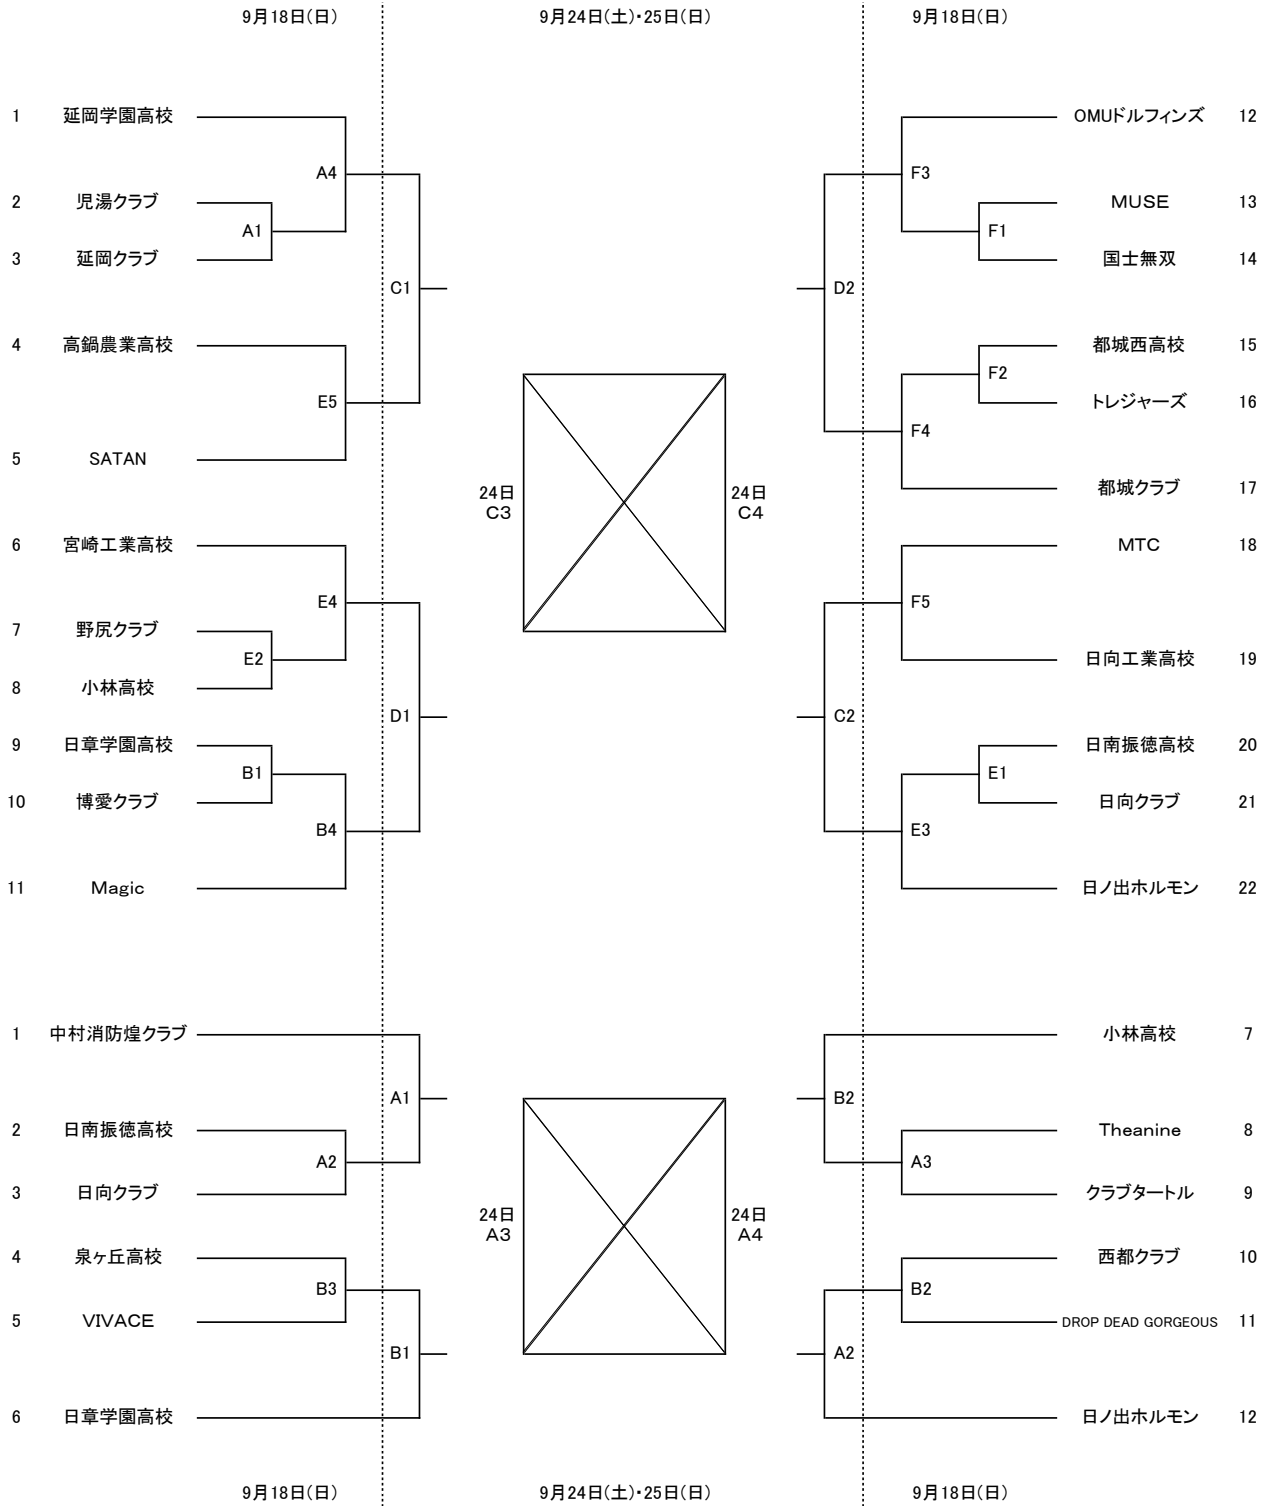 9月18日(日) 9月24日(土)・25日(日) 9月18日(日)
1 延岡学園高校 OMUドルフィンズ 12
A4 F3
2 児湯クラブ MUSE 13
A1 F1
3 延岡クラブ 国士無双 14
C1 D2
4 高鍋農業高校 都城西高校 15
F2
E5 トレジャーズ 16
F4
5 SATAN
都城クラブ 17
24日 24日
C3 C4
6 宮崎工業高校 MTC 18
E4 F5
7 野尻クラブ
E2 日向工業高校 19
8 小林高校
D1 C2
9 日章学園高校 日南振徳高校 20
B1 E1
10 博愛クラブ 日向クラブ 21
B4 E3
11 Magic 日ノ出ホルモン 22
1 中村消防煌クラブ 小林高校 7
A1 B2
2 日南振徳高校 Theanine 8
A2 A3
3 日向クラブ クラブタートル 9
24日 24日
A3 A4
4 泉ヶ丘高校 西都クラブ 10
B3 B2
5 VIVACE DROP DEAD GORGEOUS 11
B1 A2
6 日章学園高校 日ノ出ホルモン 12
9月18日(日) 9月24日(土)・25日(日) 9月18日(日)